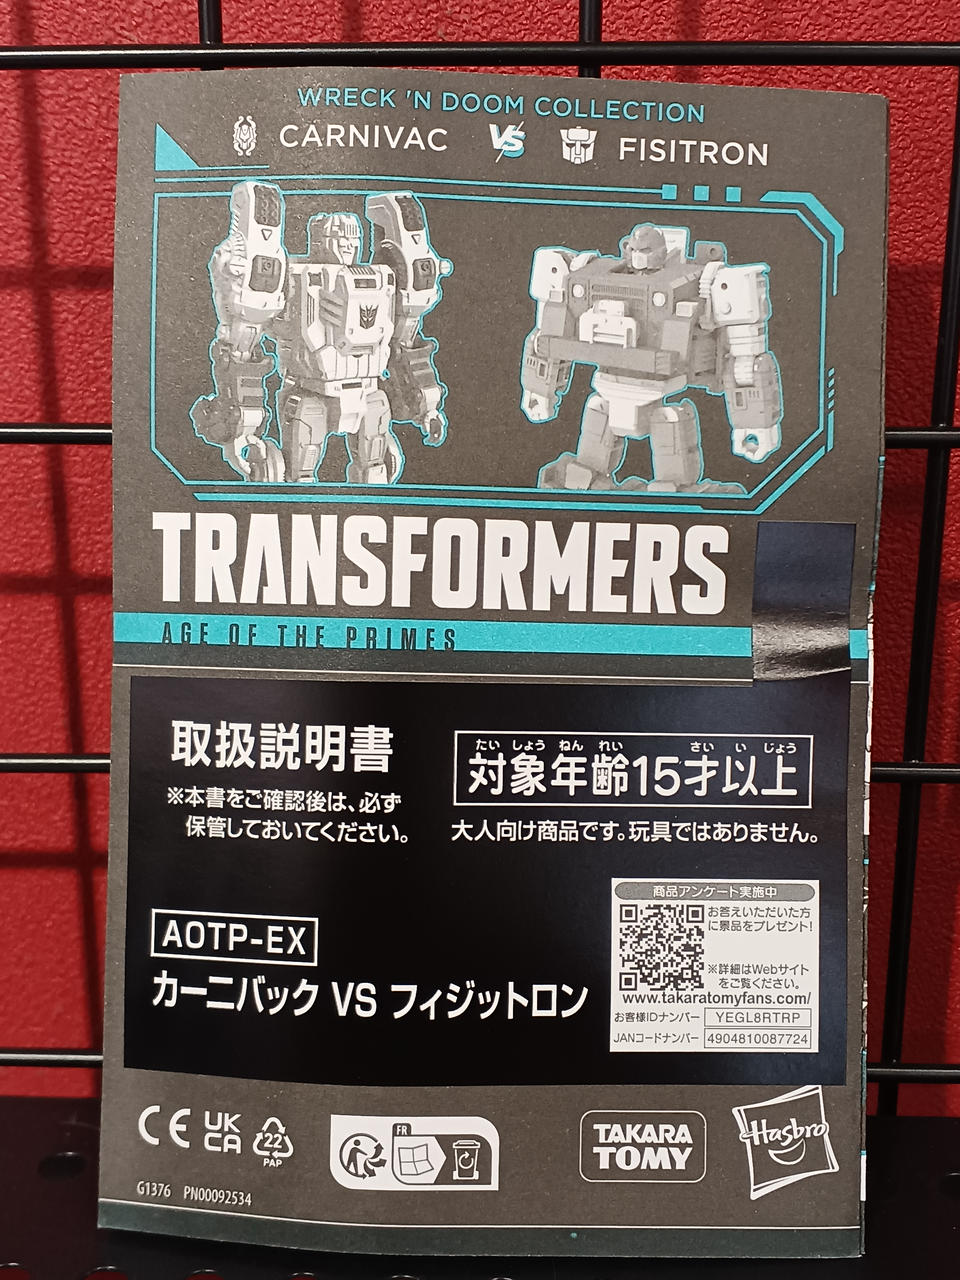 WRECK 'N DOOM COLLECTION
CARNIVAC VS FISITRON
TRANSFORMERS
AGE OF THE PRIMES
取扱説明書
※本書をご確認後は、必ず
保管しておいてください。
たいしょうねんれい さいいじょう
対象年齢15才以上
大人向け商品です。玩具ではありません。
AOTP-EX
カーニバック VS フィジットロン
商品アンケート実施中
お答えいただいた方
に景品をプレゼント!
※詳細はWebサイト
をご覧ください。
www.takaratomyfans.com/
お客様IDナンバー YEGL8RTRP
JANコードナンバー 4904810087724
CE
UK
CA
22
PAP
FR
TAKARA
TOMY
Hasbro
G1376 PN00092534